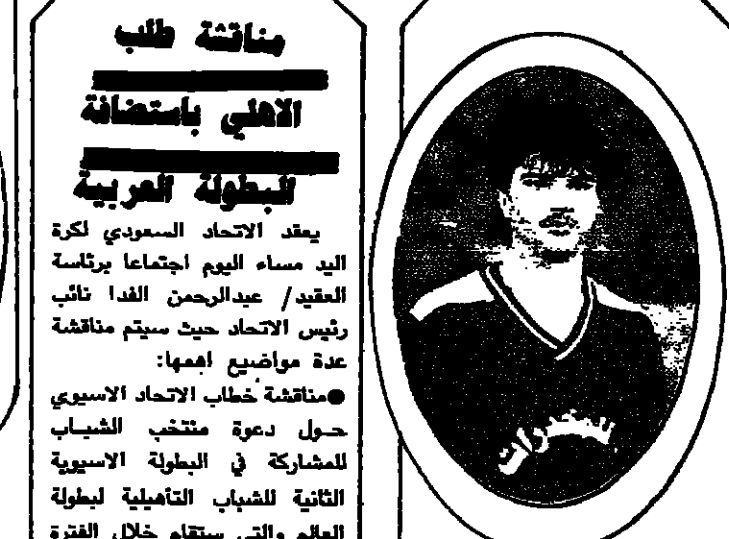 مناقشة طلب
الاهلي باستضافة
البطولة العربية
يعقد الاتحاد السعودي لكرة
اليد مساء اليوم اجتماعا برئاسة
العقيد/ عبدالرحمن الفدا نائب
رئيس الاتحاد حيث سيتم مناقشة
عدة مواضيع اهمها:
●مناقشة خطاب الاتحاد الاسيوي
حـول دعوة منتخب الشبـاب
للمشاركة في البطولة الاسيوية
الثانية للشباب التأهيلية لبطولة
العالم والتي ستقام خلال الفترة